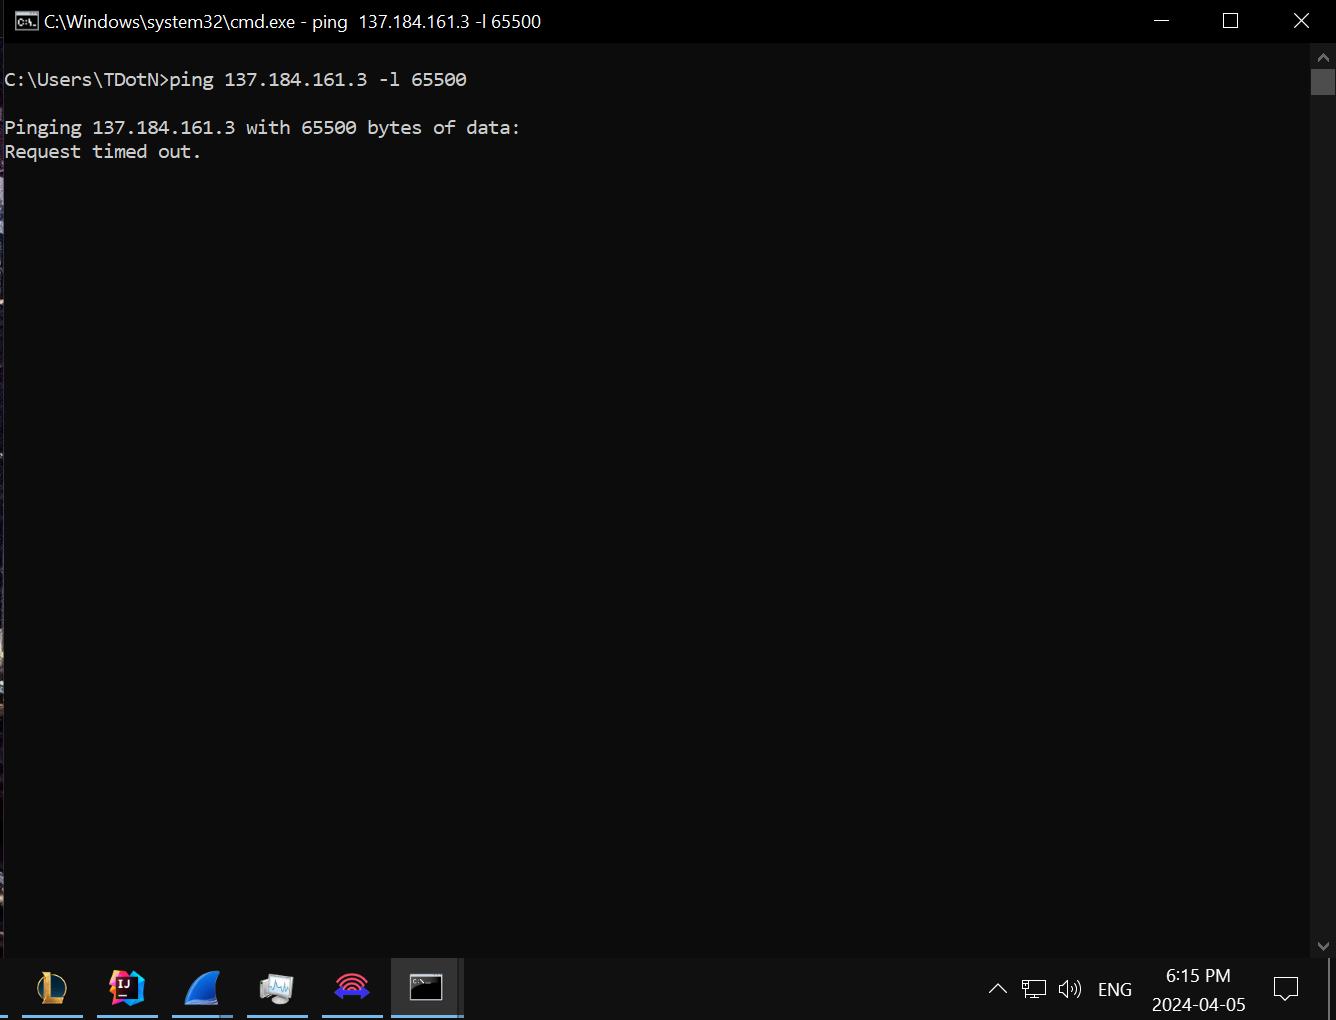 C:\Windows\system32\cmd.exe - ping  137.184.161.3 -l 65500
C:\Users\TDotN>ping 137.184.161.3 -l 65500
Pinging 137.184.161.3 with 65500 bytes of data:
Request timed out.
IJ
ENG
6:15 PM
2024-04-05